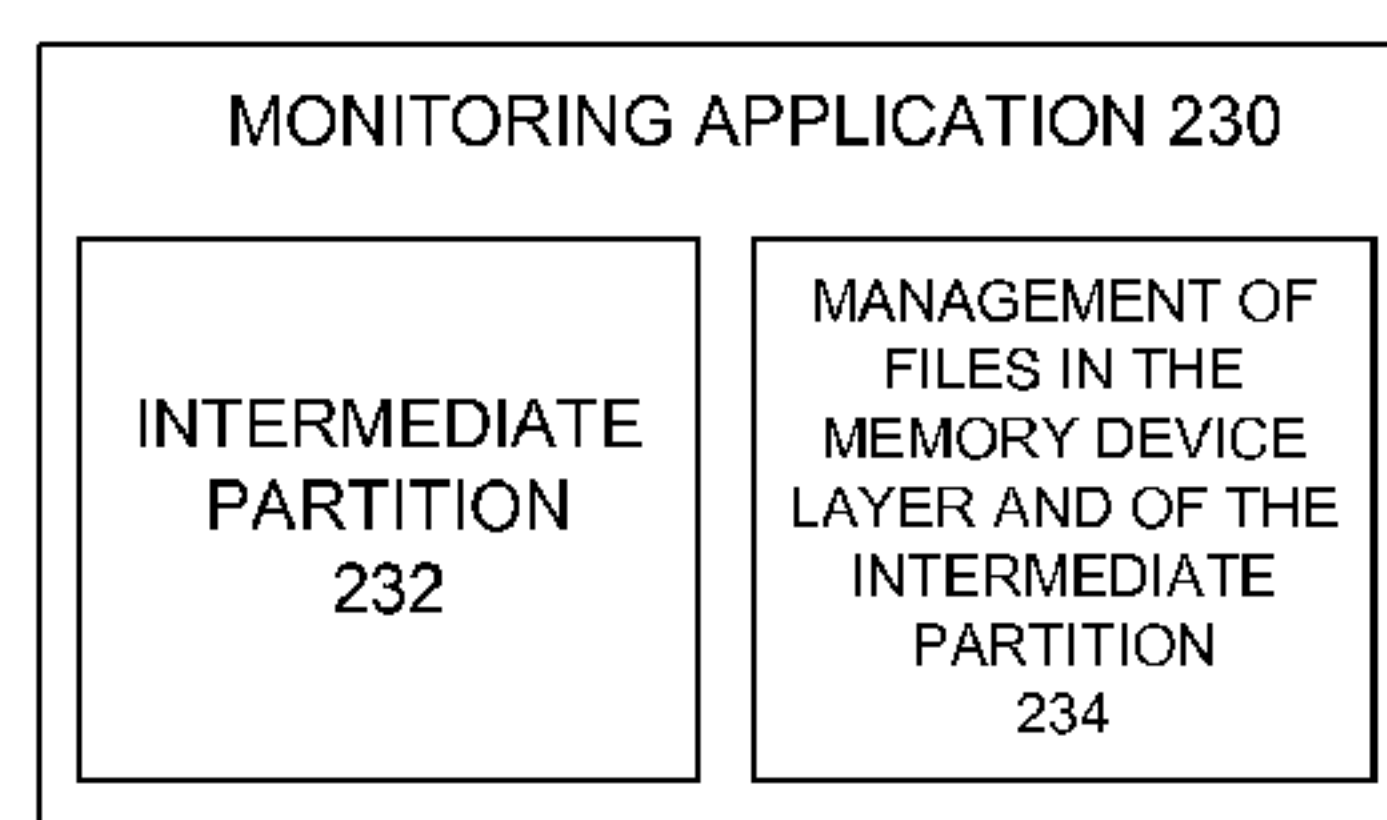 MONITORING APPLICATION 230
INTERMEDIATE
PARTITION
232
MANAGEMENT OF
FILES IN THE
MEMORY DEVICE
LAYER AND OF THE
INTERMEDIATE
PARTITION
234